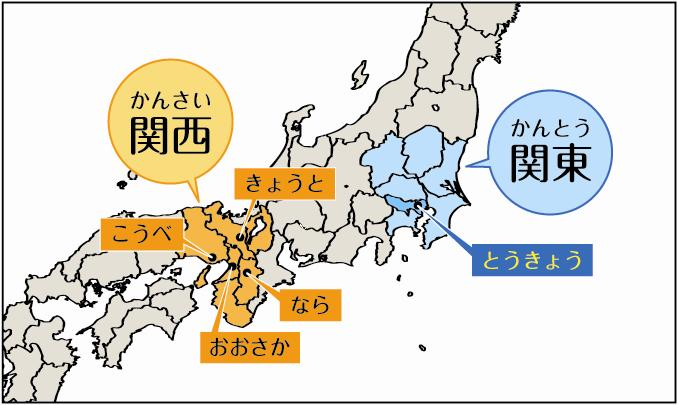 かんさい
関西
かんとう
関東
きょうと
こうべ
とうきょう
なら
おおさか